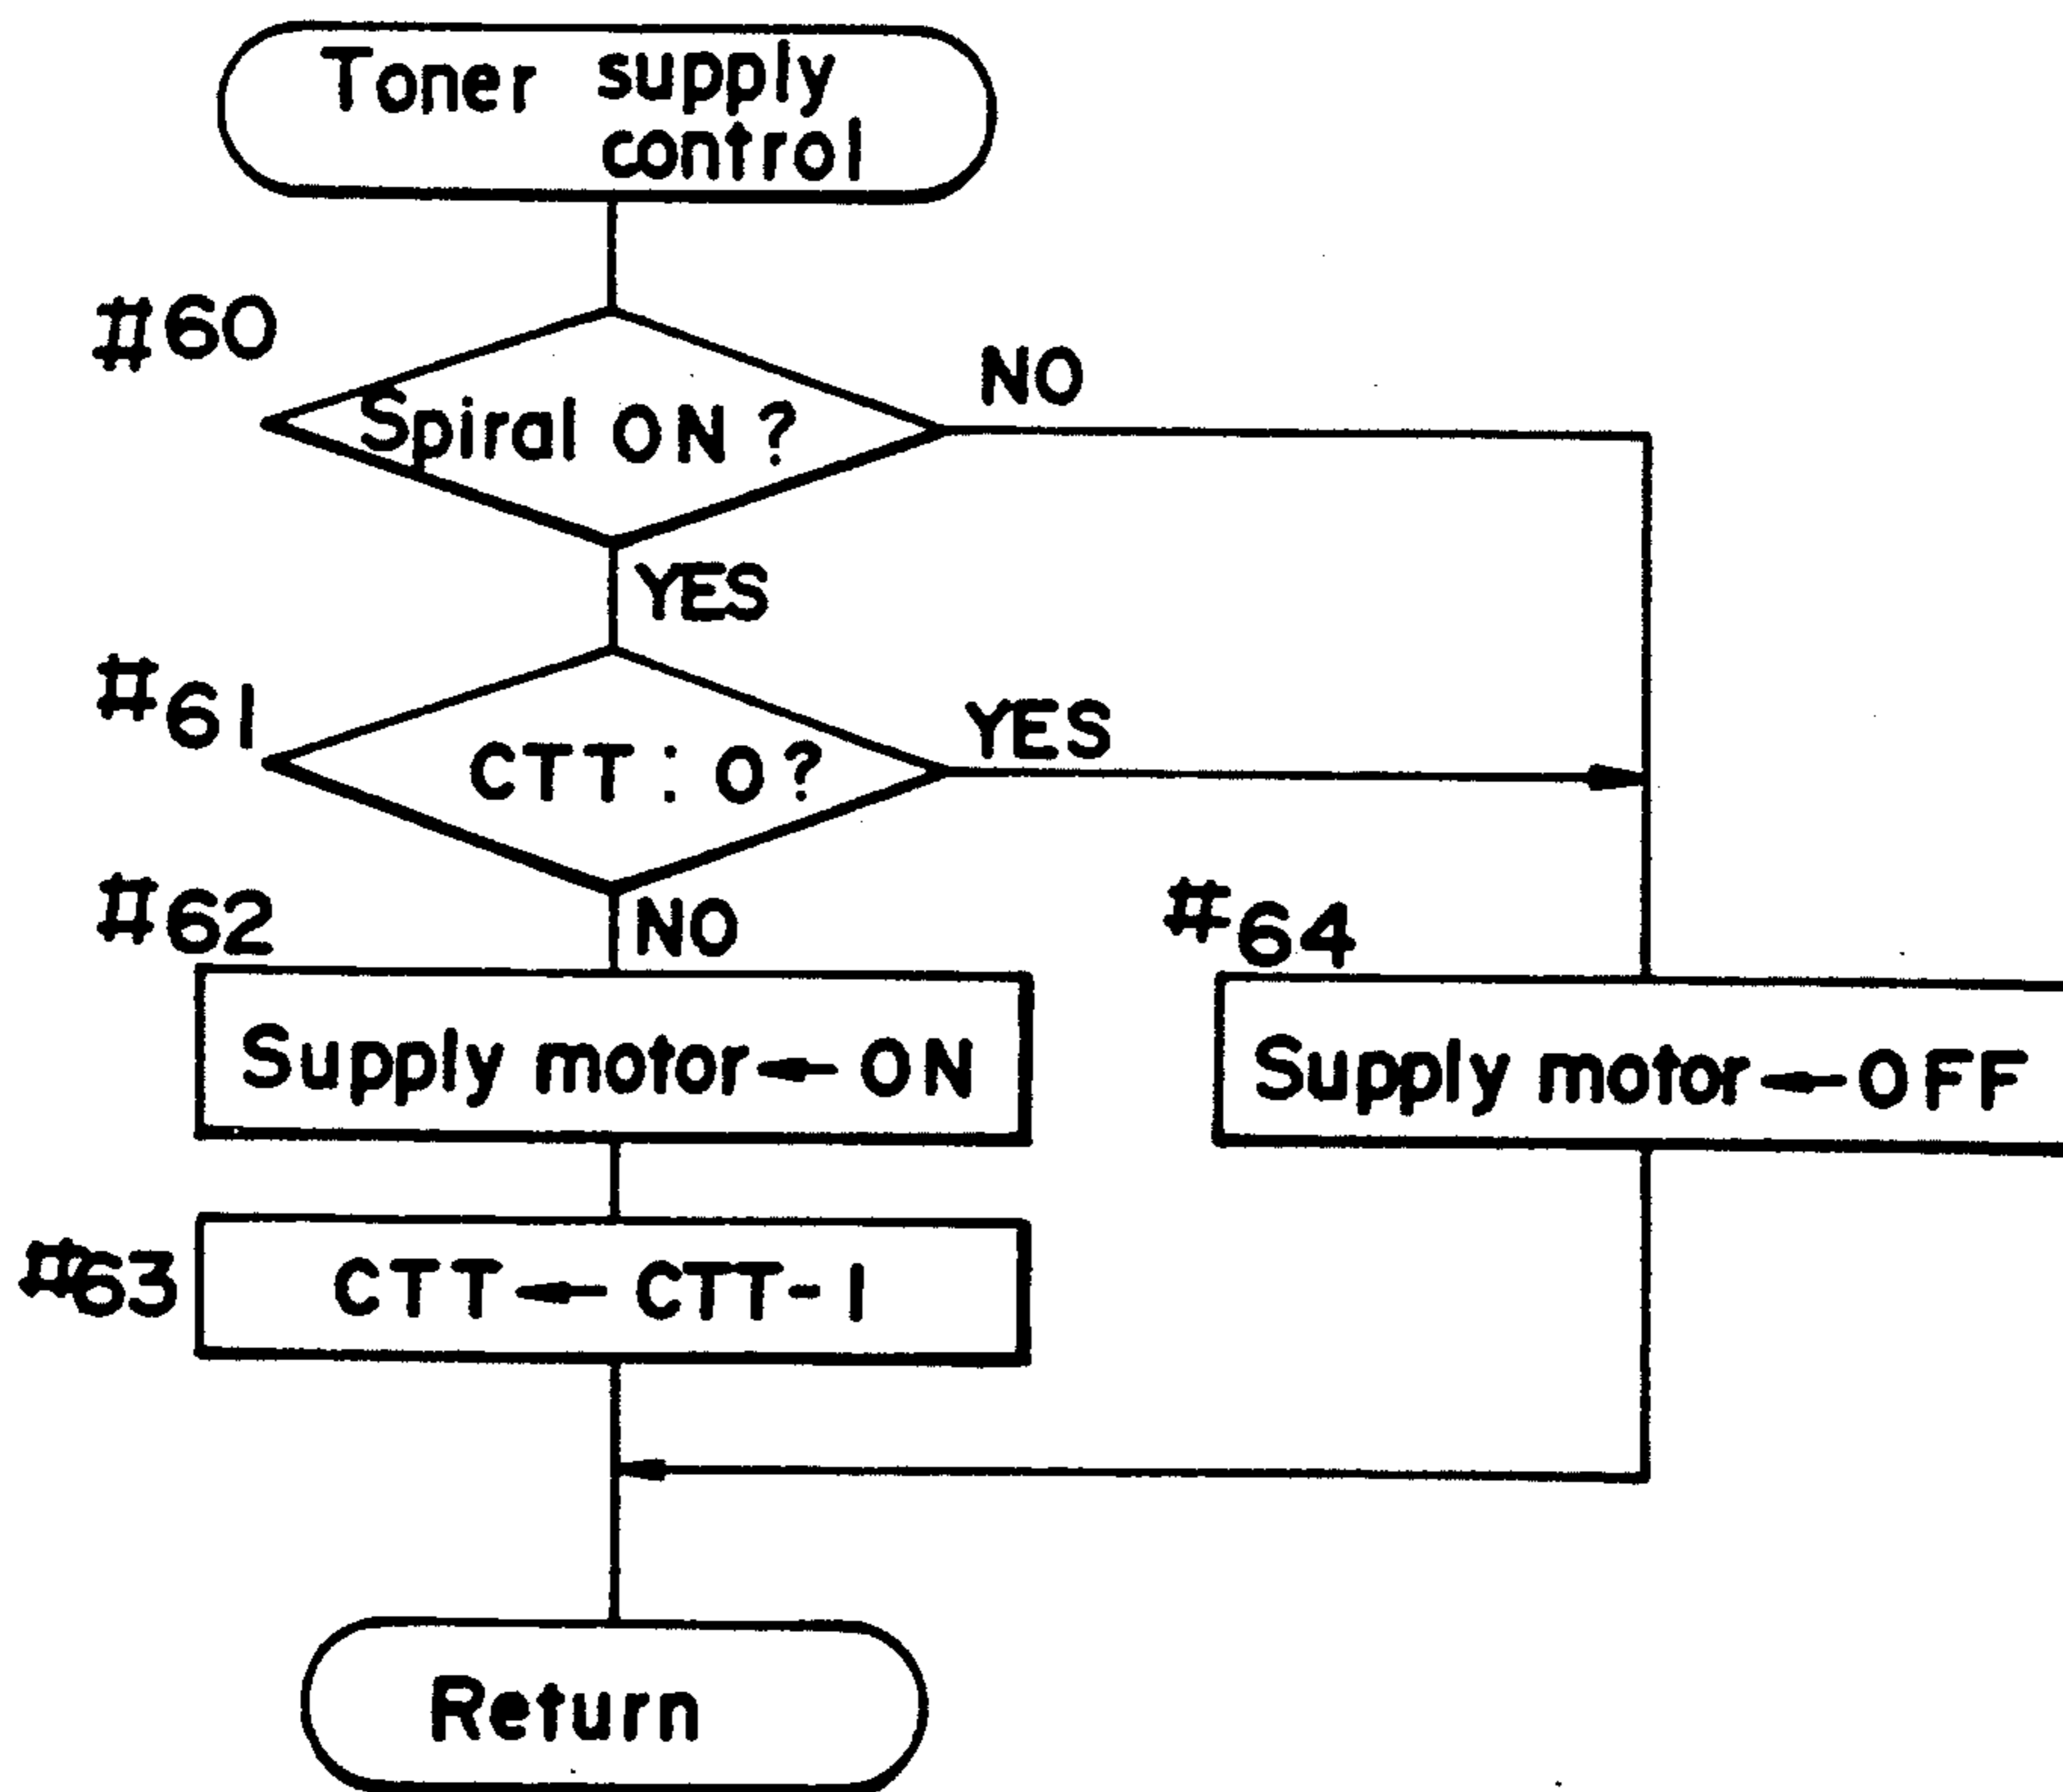 Toner supply
control
#60
Spiral ON ?
NO
YES
#61
CTT : 0 ?
YES
#62
NO
#64
Supply motor ← ON
Supply motor ← OFF
#63
CTT ← CTT - 1
Return